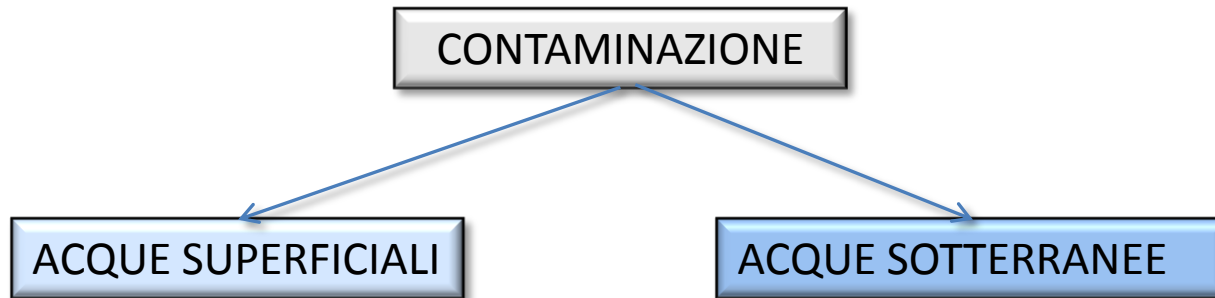 CONTAMINAZIONE
ACQUE SUPERFICIALI
ACQUE SOTTERRANEE